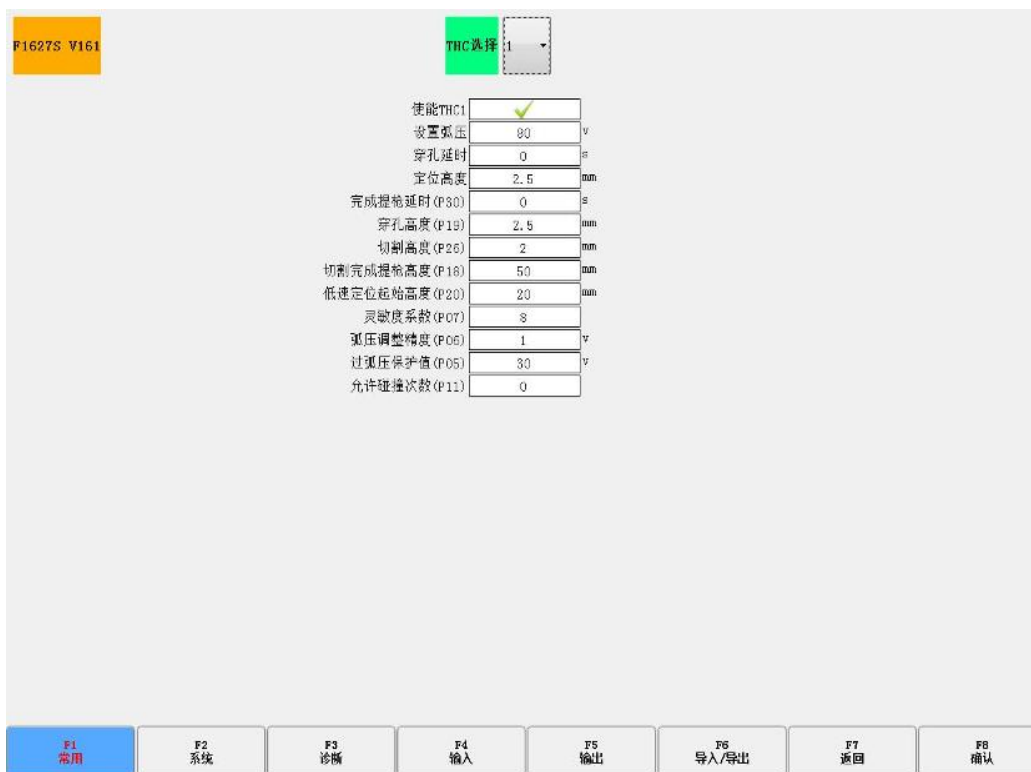 F1627S V161
THC选择 1
使能THC1
设置弧压 80 v
穿孔延时 0 s
定位高度 2.5 mm
完成提枪延时(P30) 0 s
穿孔高度(P19) 2.5 mm
切割高度(P26) 2 mm
切割完成提枪高度(P18) 50 mm
低速定位起始高度(P20) 20 mm
灵敏度系数(P07) 8
弧压调整精度(P06) 1 v
过弧压保护值(P05) 30 v
允许碰撞次数(P11) 0
F1 F2 F3 F4 F5 F6 F7 F8
常用 系统 诊断 输入 输出 导入/导出 返回 确认